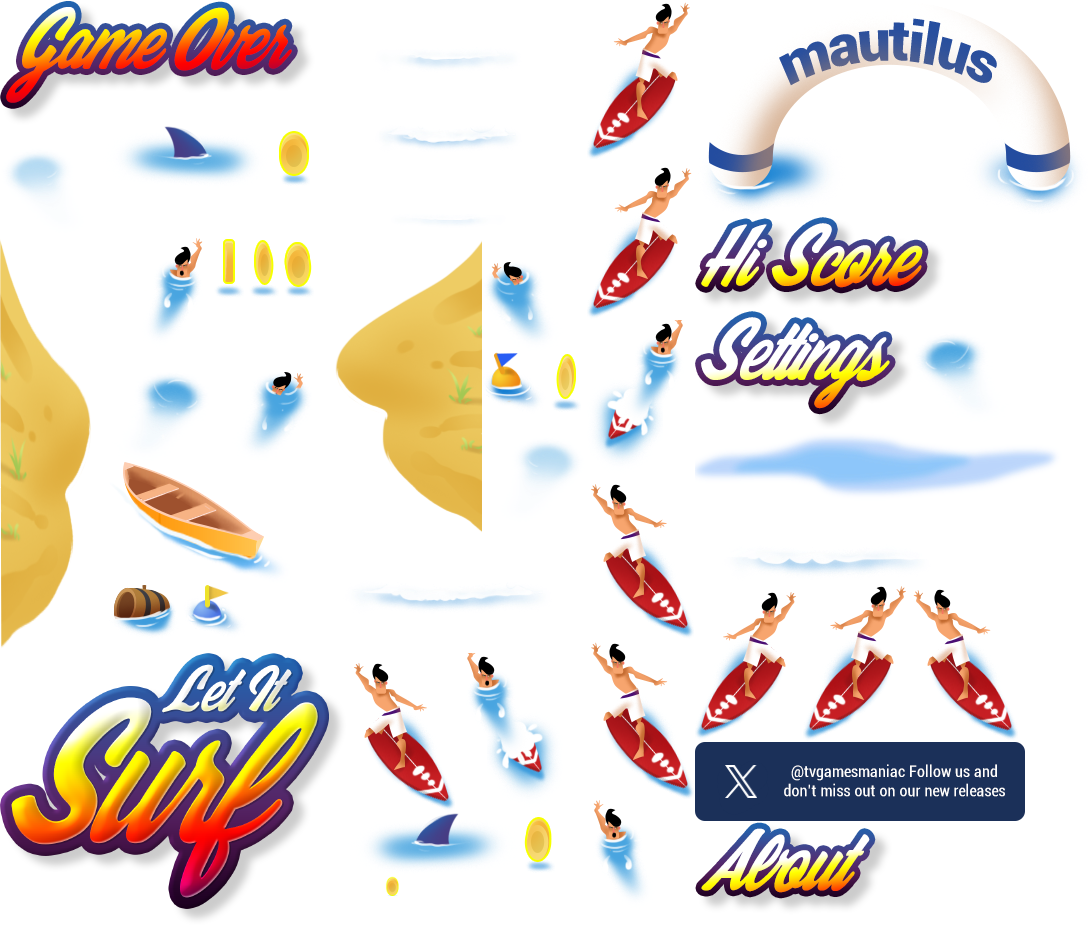 Game Over
mautilus
Hi Score
Settings
Let It
Surf
@tvgamesmaniac Follow us and
don't miss out on our new releases
About